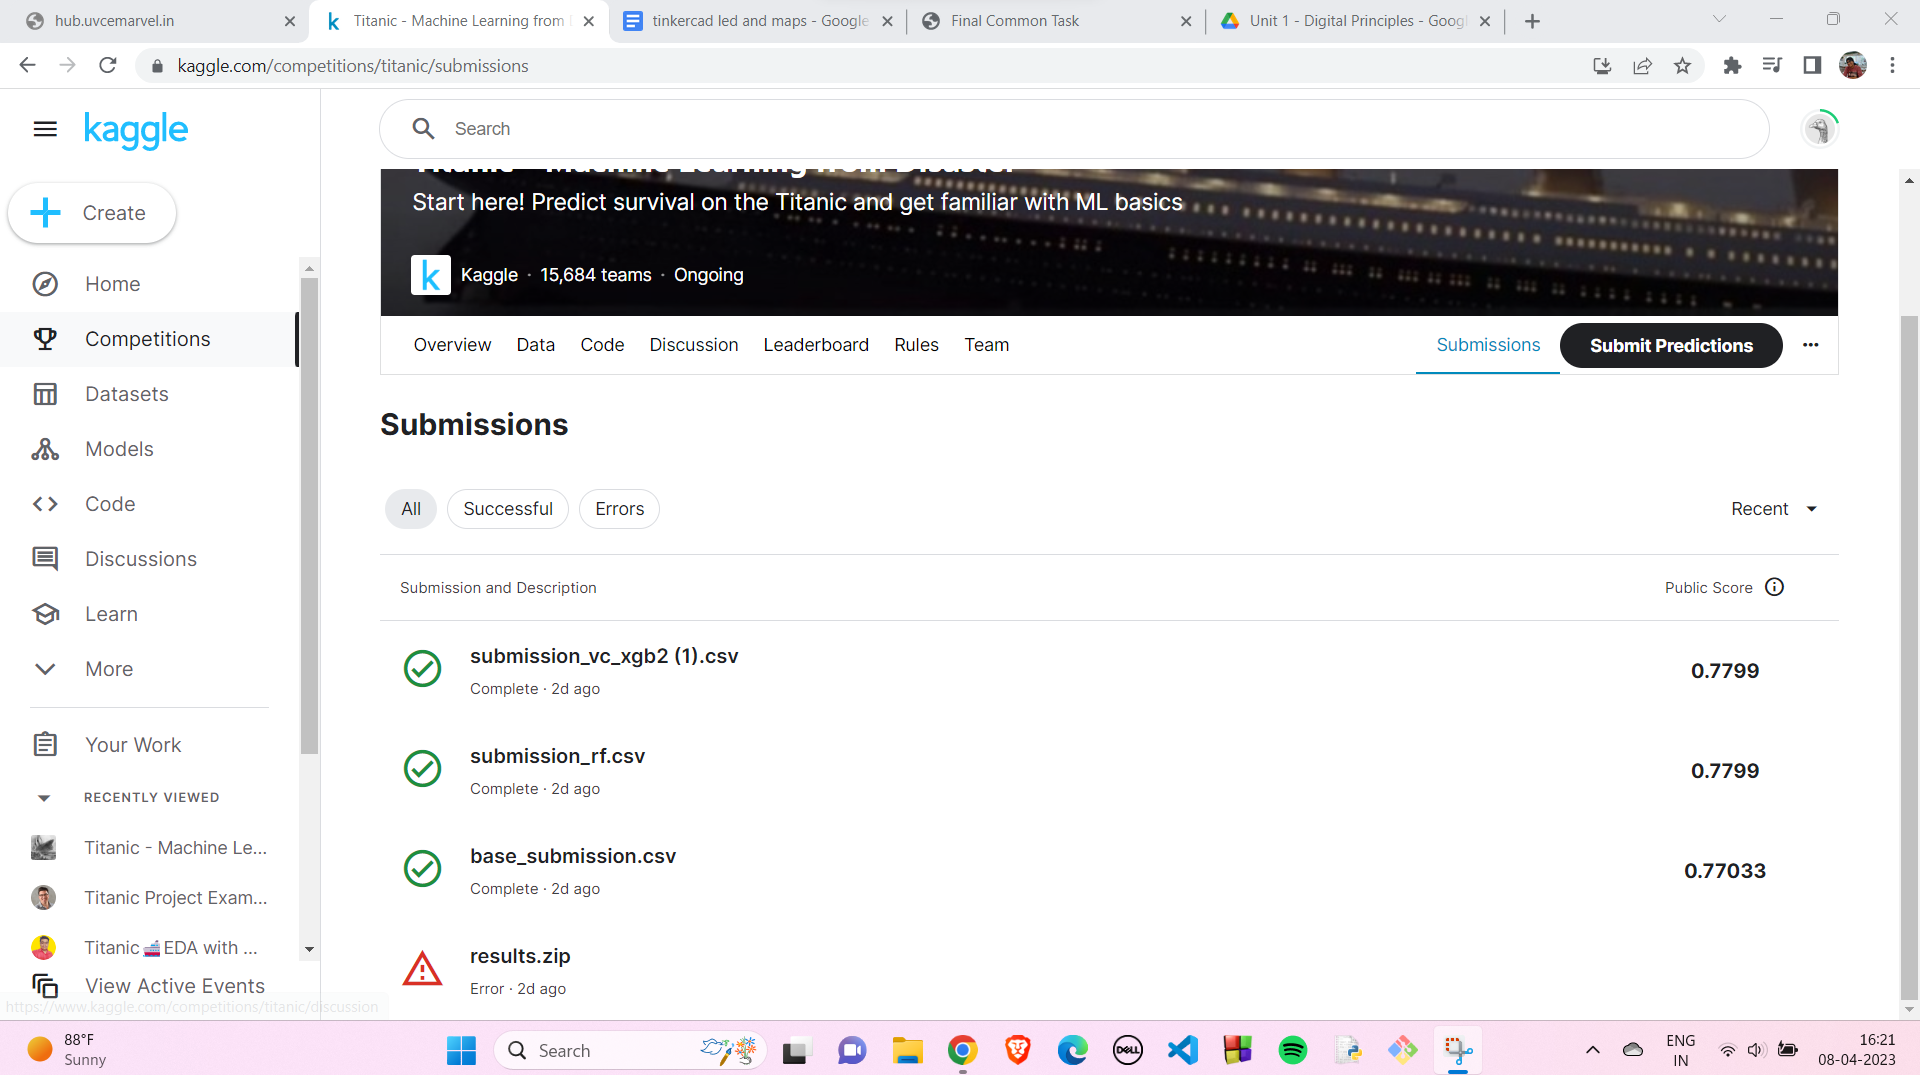 hub.uvcemarvel.in
Titanic - Machine Learning from
tinkercad led and maps - Google
Final Common Task
Unit 1 - Digital Principles - Googl
kaggle.com/competitions/titanic/submissions
kaggle
Search
Create
Home
Competitions
Datasets
Models
Code
Discussions
Learn
More
Your Work
RECENTLY VIEWED
Titanic - Machine Le...
Titanic Project Exam...
Titanic🚢EDA with ...
View Active Events
https://www.kaggle.com/competitions/titanic/discussion
Titanic - Machine Learning from Disaster
Start here! Predict survival on the Titanic and get familiar with ML basics
k
Kaggle · 15,684 teams · Ongoing
Overview Data Code Discussion Leaderboard Rules Team Submissions Submit Predictions
Submissions
All Successful Errors Recent
Submission and Description Public Score
submission_vc_xgb2 (1).csv 0.7799
Complete · 2d ago
submission_rf.csv 0.7799
Complete · 2d ago
base_submission.csv 0.77033
Complete · 2d ago
results.zip
Error · 2d ago
88°F
Sunny
Search
DELL
ENG
IN
16:21
08-04-2023